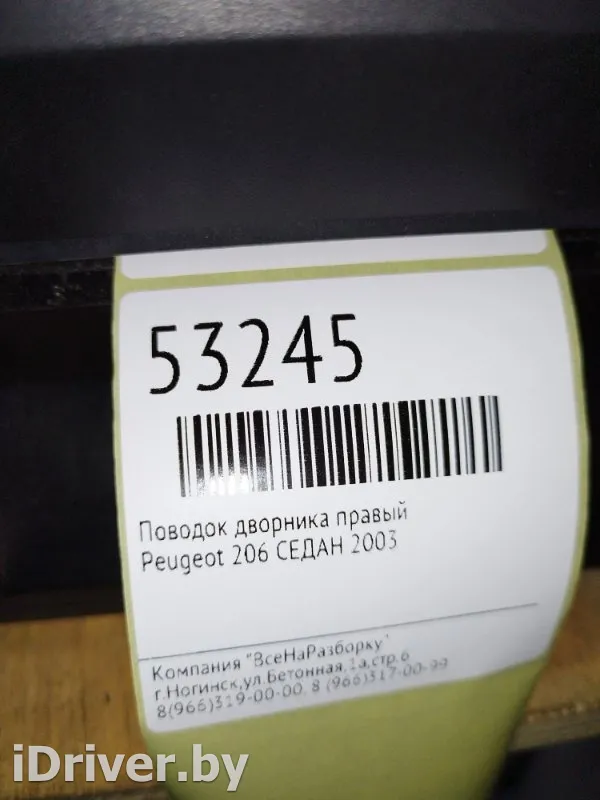 53245
Поводок дворника правый
Peugeot 206 СЕДАН 2003
Компания "ВсеНаРазборку"
г.Ногинск,ул.Бетонная,1а,стр.6
8(966)319-00-00, 8 (966)317-00-99
iDriver.by